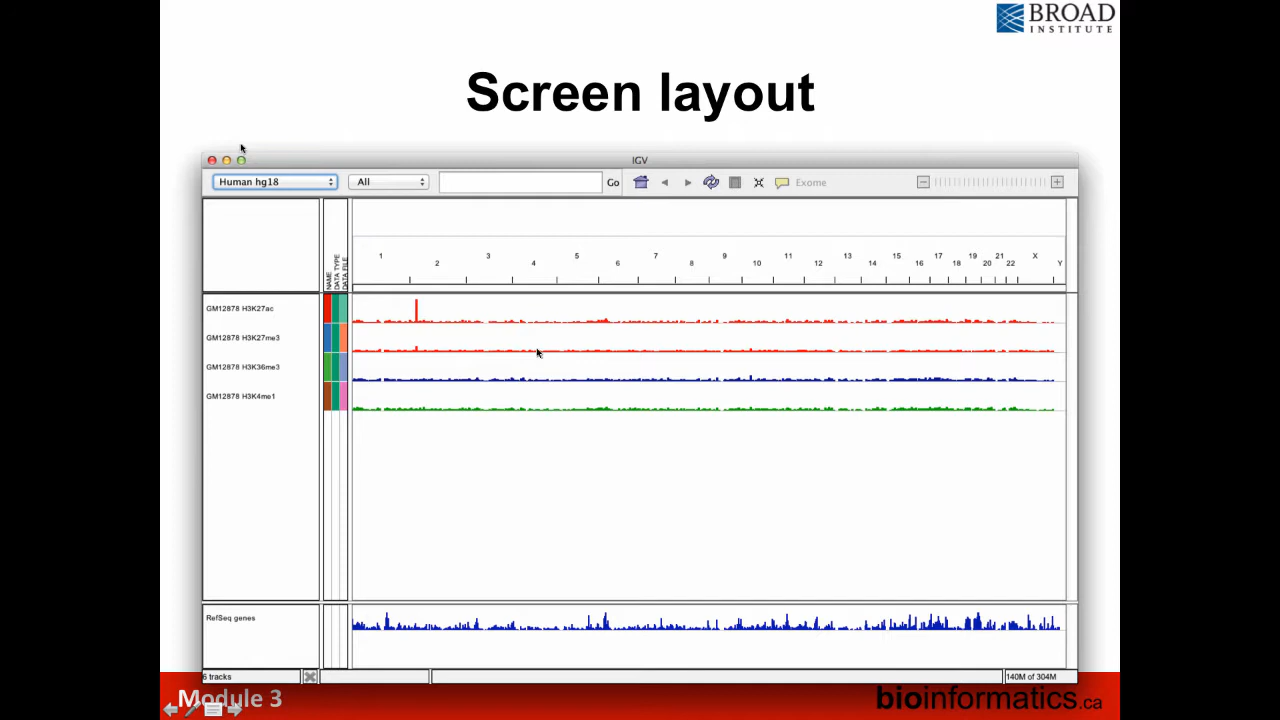 BROAD
INSTITUTE
Screen layout
IGV
Human hg18 All Go Exome
NAME
DATA TYPE
DATA FILE
1 2 3 4 5 6 7 8 9 10 11 12 13 14 15 16 17 18 19 20 21 22 X Y
GM12878 H3K27ac
GM12878 H3K27me3
GM12878 H3K36me3
GM12878 H3K4me1
RefSeq genes
6 tracks 140M of 304M
Module 3 bioinformatics.ca